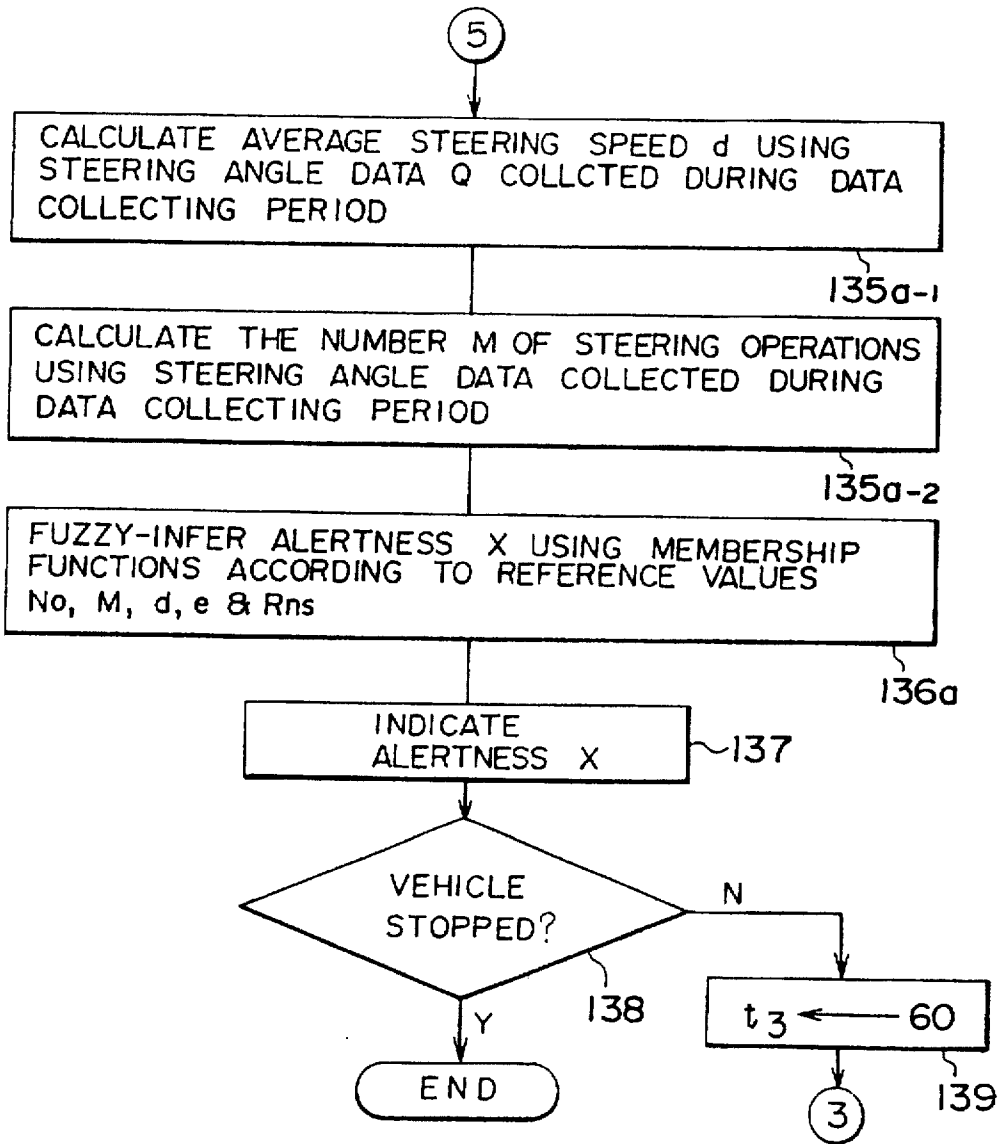 5
CALCULATE AVERAGE STEERING SPEED d USING
STEERING ANGLE DATA Q COLLCTED DURING DATA
COLLECTING PERIOD
135a-1
CALCULATE THE NUMBER M OF STEERING OPERATIONS
USING STEERING ANGLE DATA COLLECTED DURING
DATA COLLECTING PERIOD
135a-2
FUZZY-INFER ALERTNESS X USING MEMBERSHIP
FUNCTIONS ACCORDING TO REFERENCE VALUES
No, M, d, e & Rns
136a
INDICATE
ALERTNESS X
137
VEHICLE
STOPPED?
N
138
Y
t3 ← 60
139
END
3